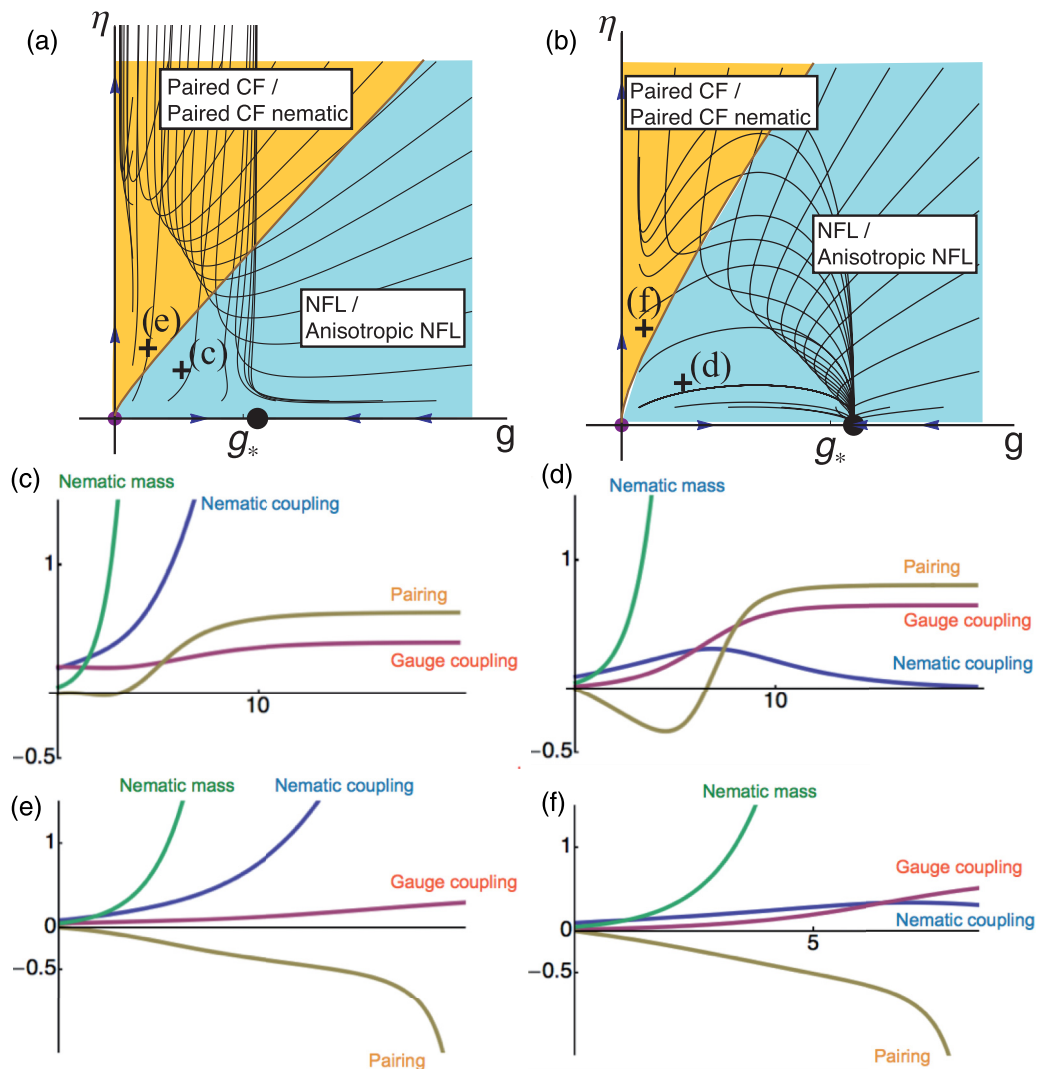 (a)
η
Paired CF /
Paired CF nematic
(e)
(c)
NFL /
Anisotropic NFL
g*
g
(b)
η
Paired CF /
Paired CF nematic
NFL /
Anisotropic NFL
(f)
(d)
g*
g
(c)
Nematic mass
Nematic coupling
1
Pairing
Gauge coupling
10
−0.5
(d)
Nematic mass
1
Pairing
Gauge coupling
Nematic coupling
10
−0.5
(e)
Nematic mass
Nematic coupling
1
Gauge coupling
0
−0.5
Pairing
(f)
Nematic mass
1
Gauge coupling
Nematic coupling
0
5
−0.5
Pairing